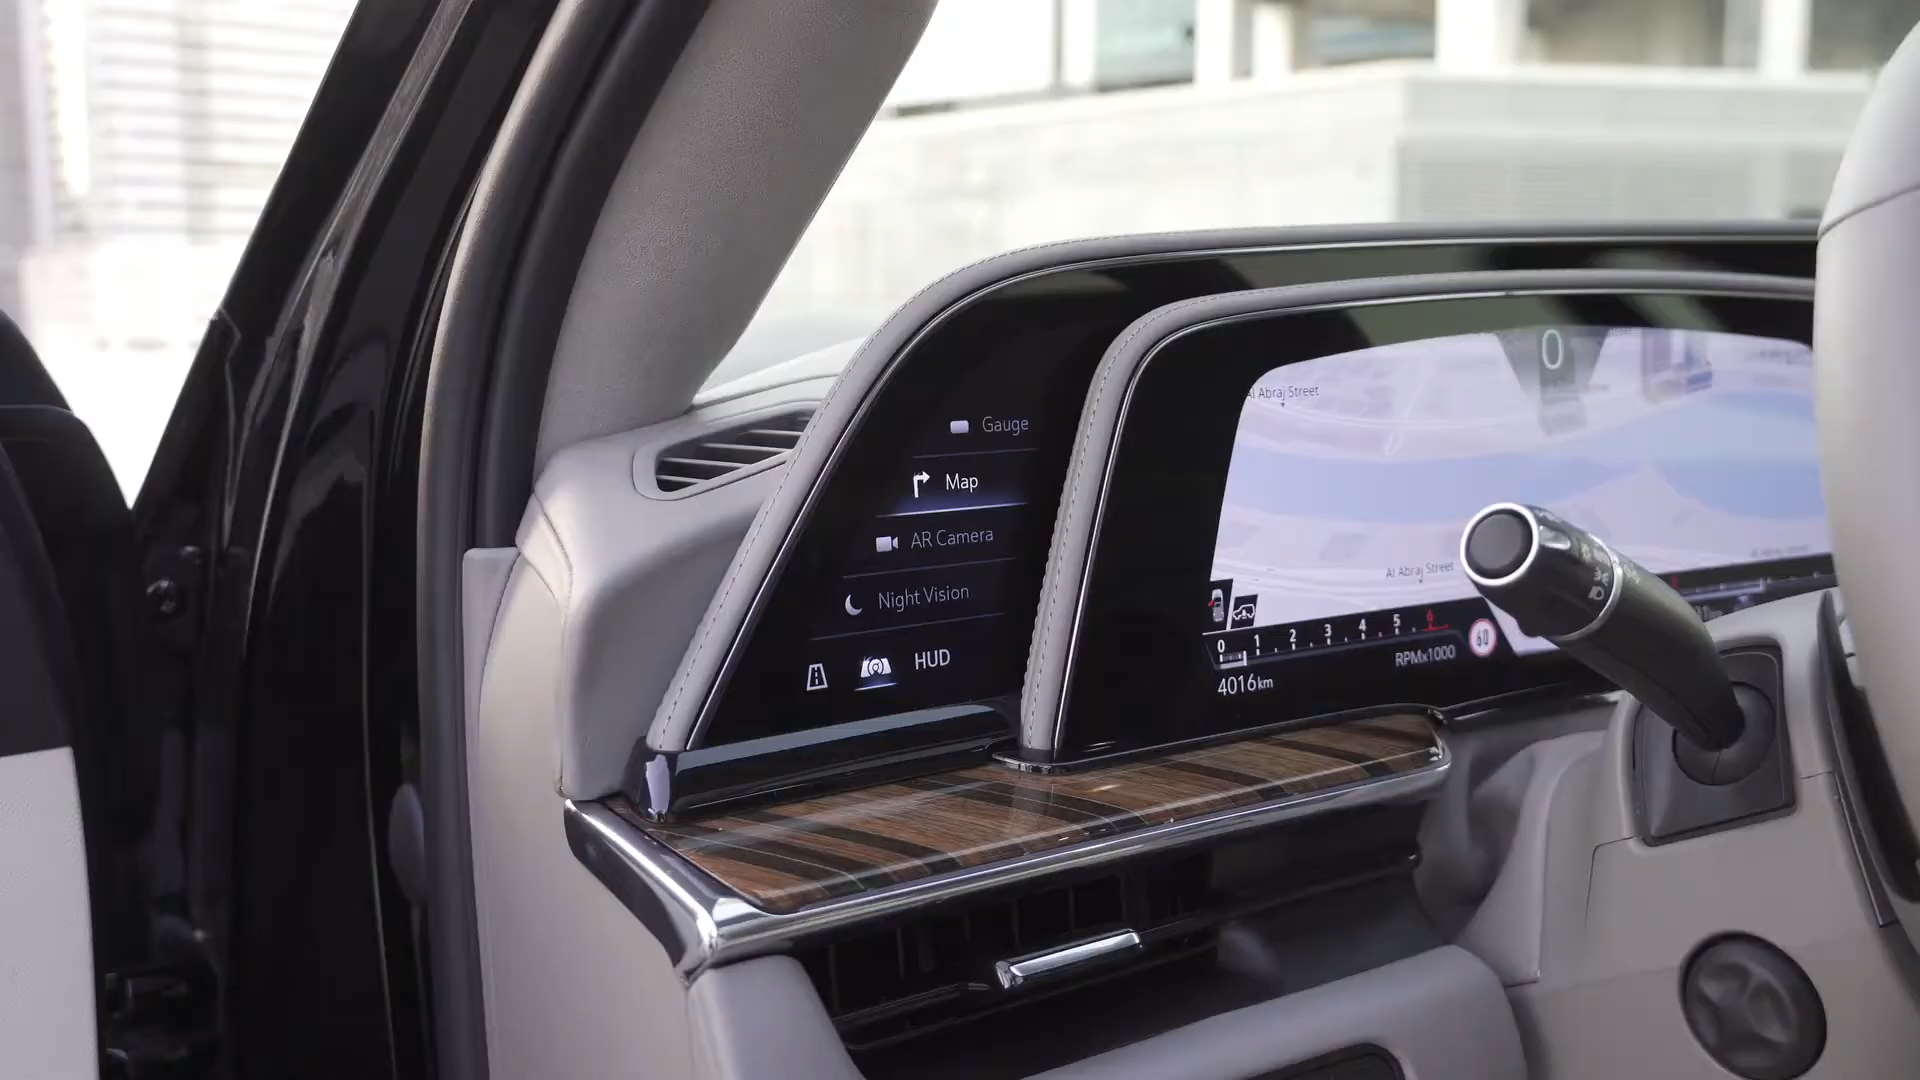 Gauge
Map
AR Camera
Night Vision
HUD
0
Al Abraj Street
Al Abraj Street
0 1 2 3 4 5 6
RPMx1000
60
4016km